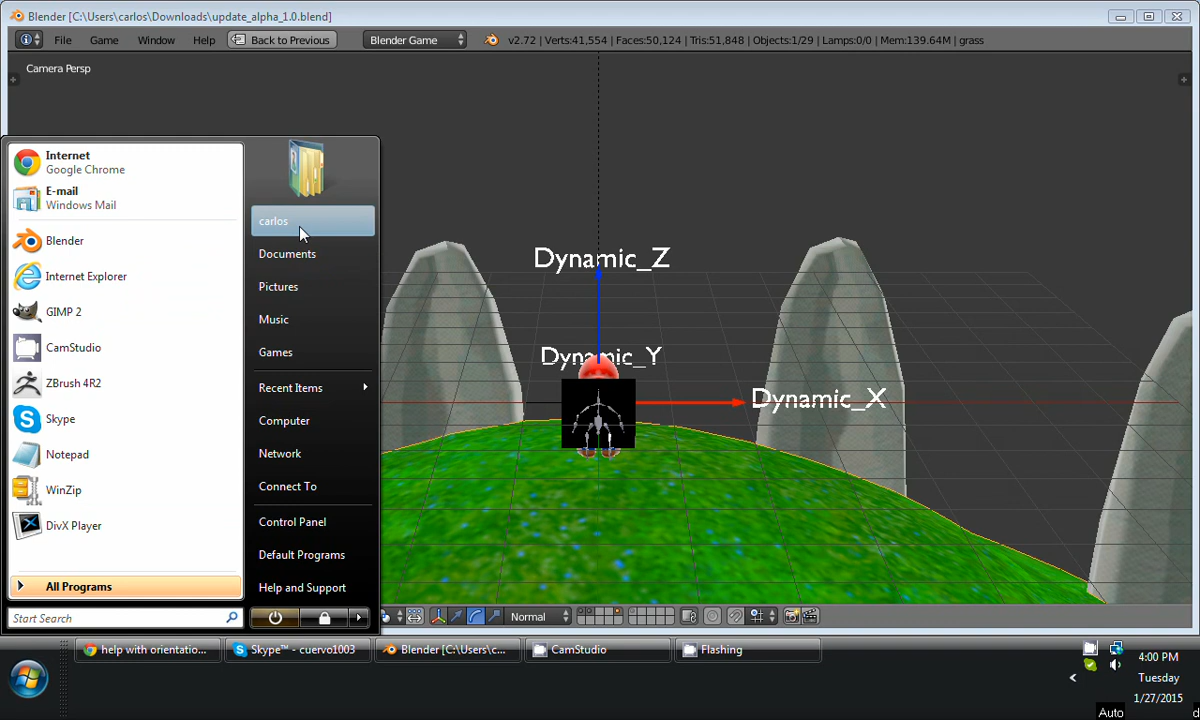 Blender [C:\Users\carlos\Downloads\update_alpha_1.0.blend]
File Game Window Help Back to Previous Blender Game v2.72 | Verts:41,554 | Faces:50,124 | Tris:51,848 | Objects:1/29 | Lamps:0/0 | Mem:139.64M | grass
Camera Persp
Internet
Google Chrome
E-mail
Windows Mail
Blender
Internet Explorer
GIMP 2
CamStudio
ZBrush 4R2
Skype
Notepad
WinZip
DivX Player
All Programs
Start Search
carlos
Documents
Pictures
Music
Games
Recent Items
Computer
Network
Connect To
Control Panel
Default Programs
Help and Support
Dynamic_Z
Dynamic_Y
Dynamic_X
Normal
help with orientatio...
Skype™ - cuervo1003
Blender [C:\Users\c...
CamStudio
Flashing
4:00 PM
Tuesday
1/27/2015
Auto